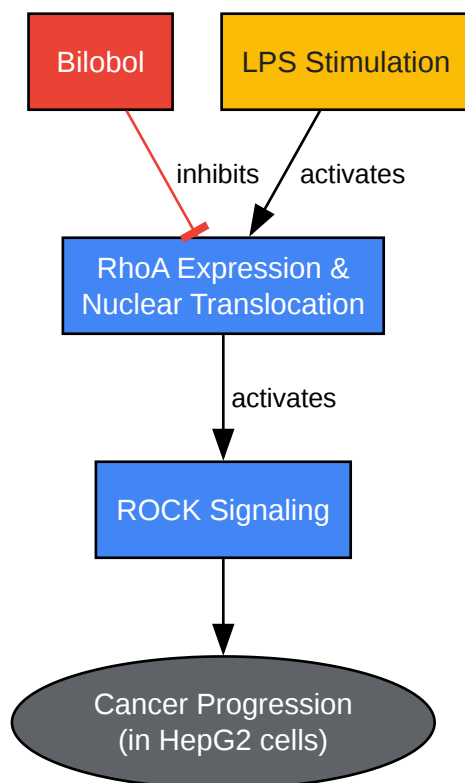 Bilobol
LPS Stimulation
inhibits
activates
RhoA Expression &
Nuclear Translocation
activates
ROCK Signaling
Cancer Progression
(in HepG2 cells)